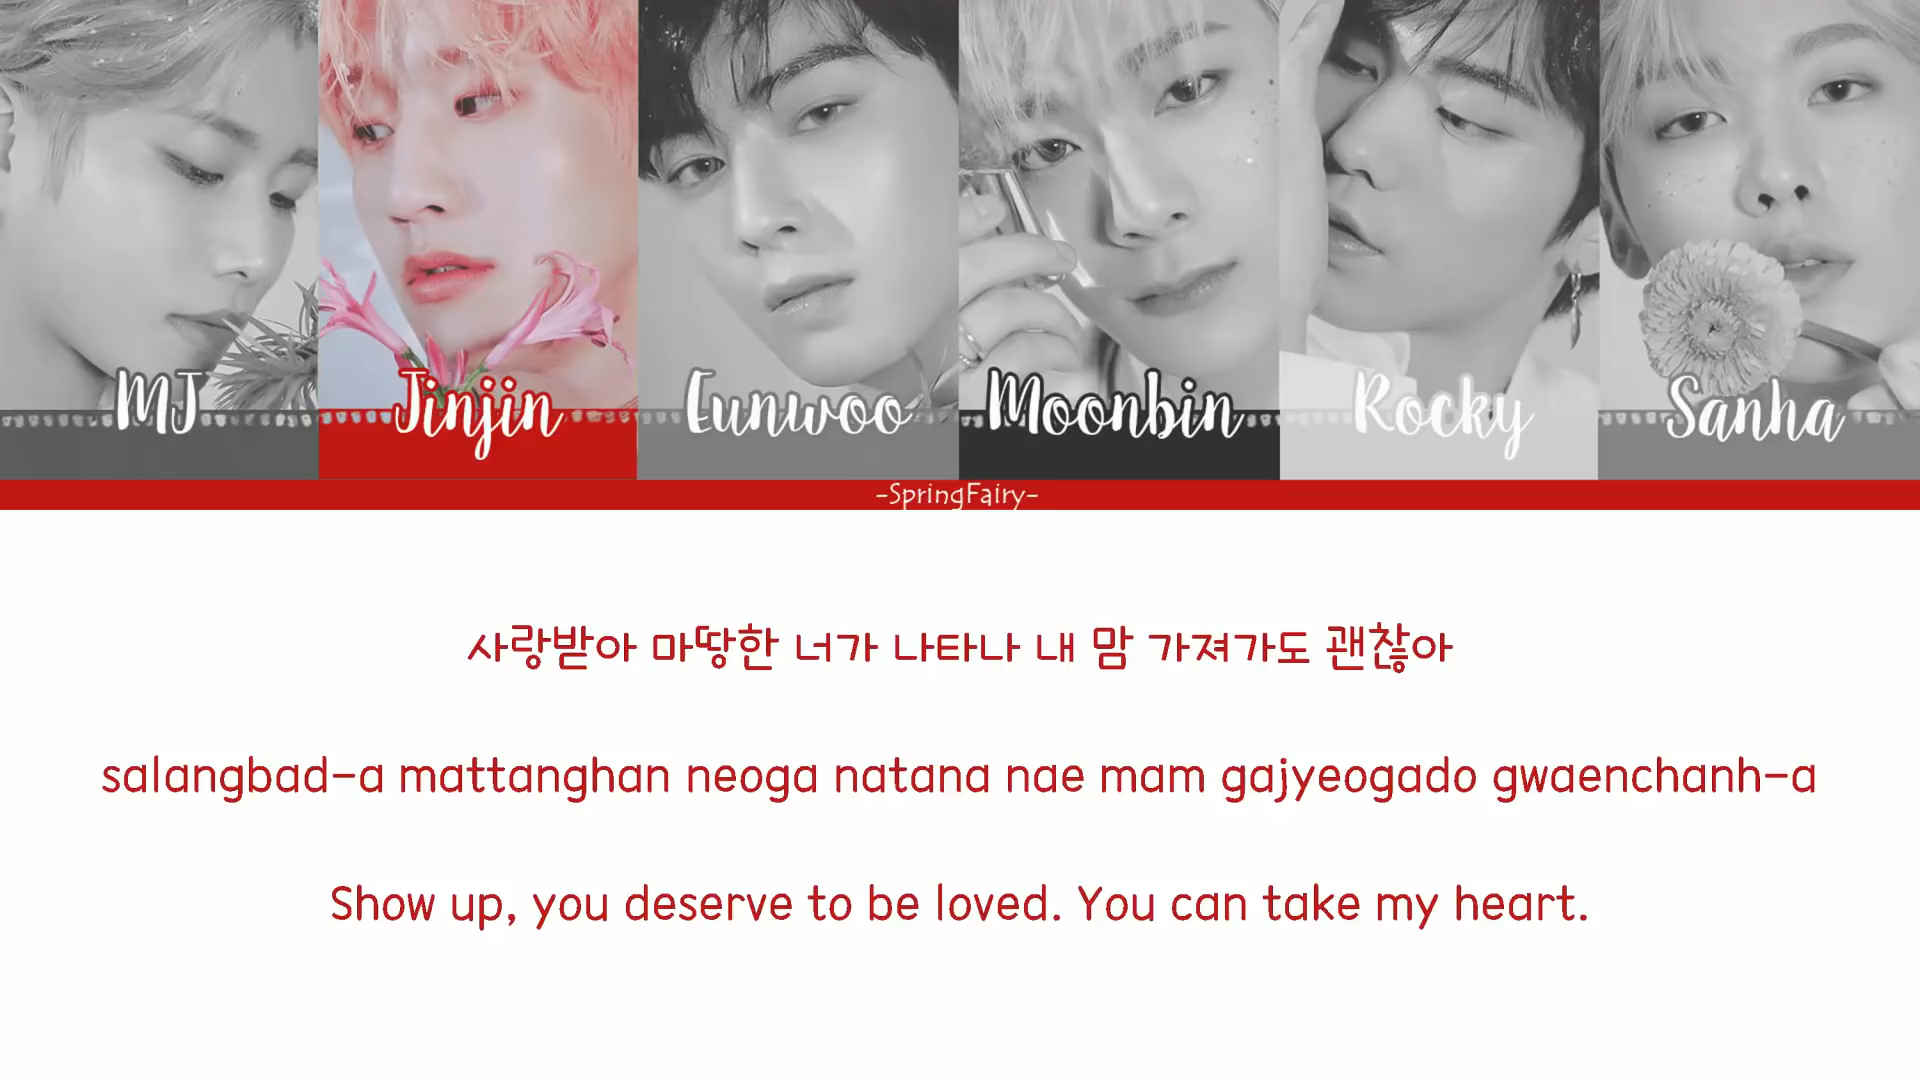 MJ Jinjin Eunwoo Moonbin Rocky Sanha
-SpringFairy-
사랑받아 마땅한 너가 나타나 내 맘 가져가도 괜찮아
salangbad-a mattanghan neoga natana nae mam gajyeogado gwaenchanh-a
Show up, you deserve to be loved. You can take my heart.